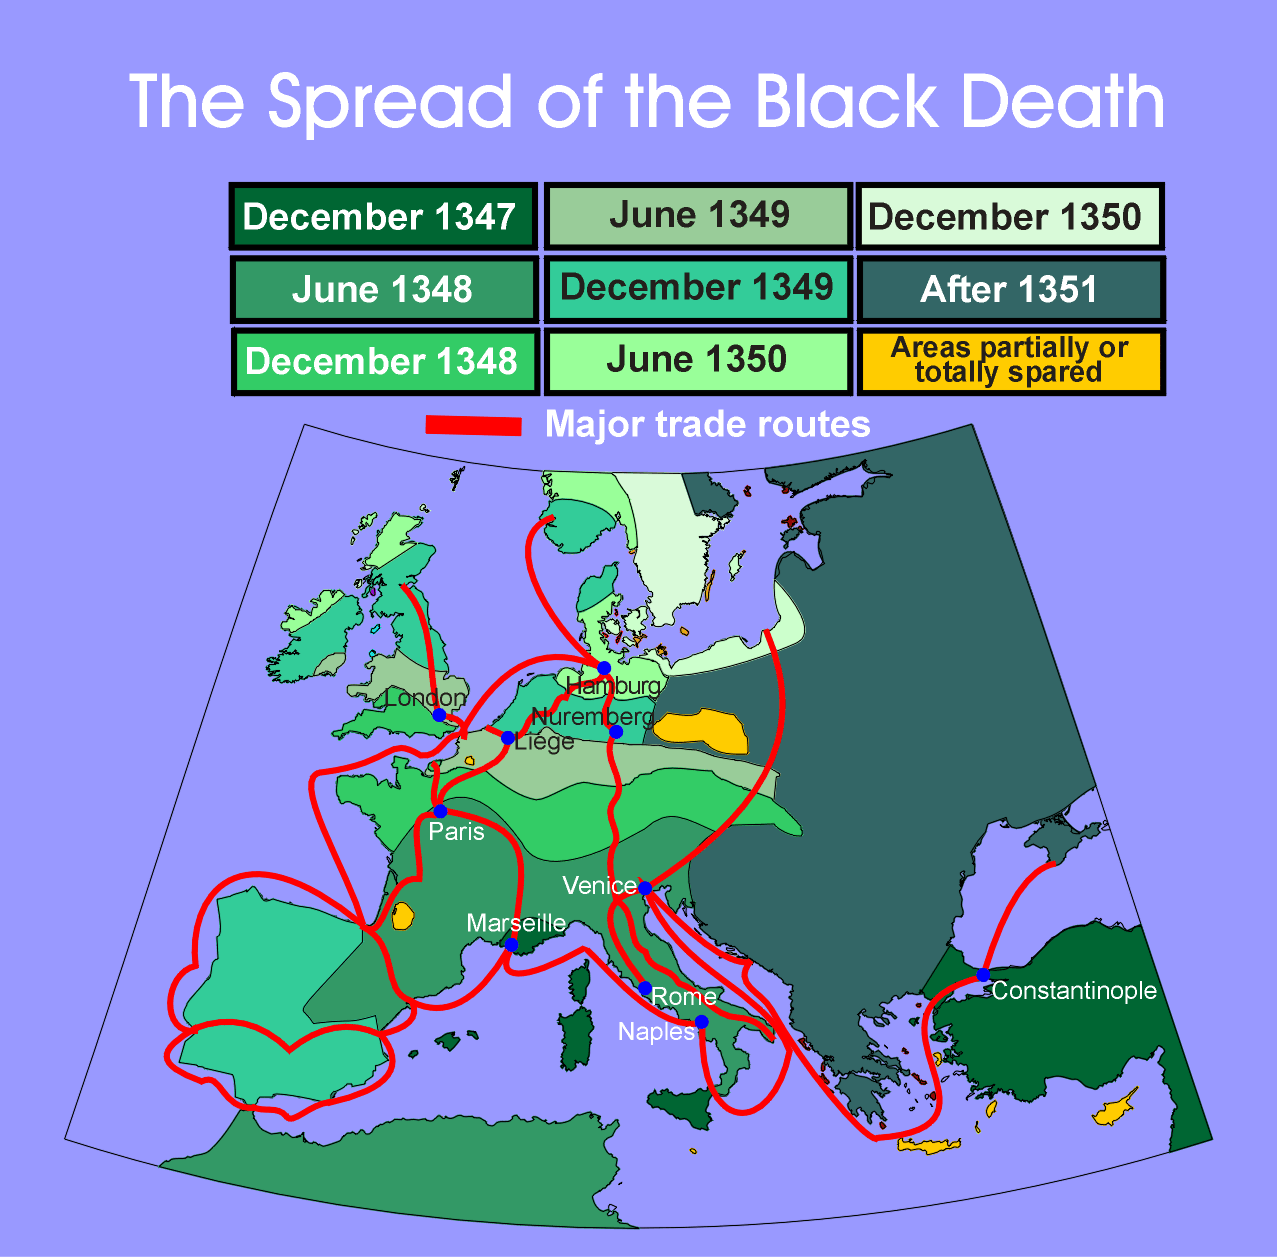 The Spread of the Black Death
December 1347
June 1349
December 1350
June 1348
December 1349
After 1351
December 1348
June 1350
Areas partially or
totally spared
Major trade routes
Hamburg
London
Nuremberg
Liége
Paris
Venice
Marseille
Rome
Constantinople
Naples